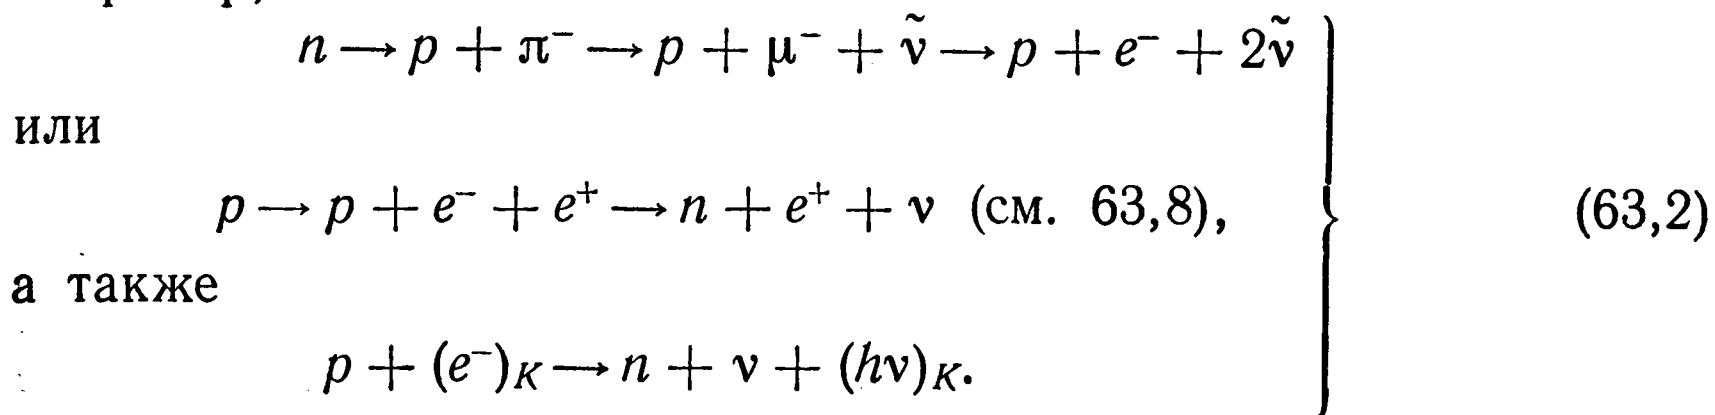 n → p + π⁻ → p + μ⁻ + ν̃ → p + e⁻ + 2ν̃
или
p → p + e⁻ + e⁺ → n + e⁺ + ν (см. 63,8),
(63,2)
а также
p + (e⁻)_K → n + ν + (hν)_K.